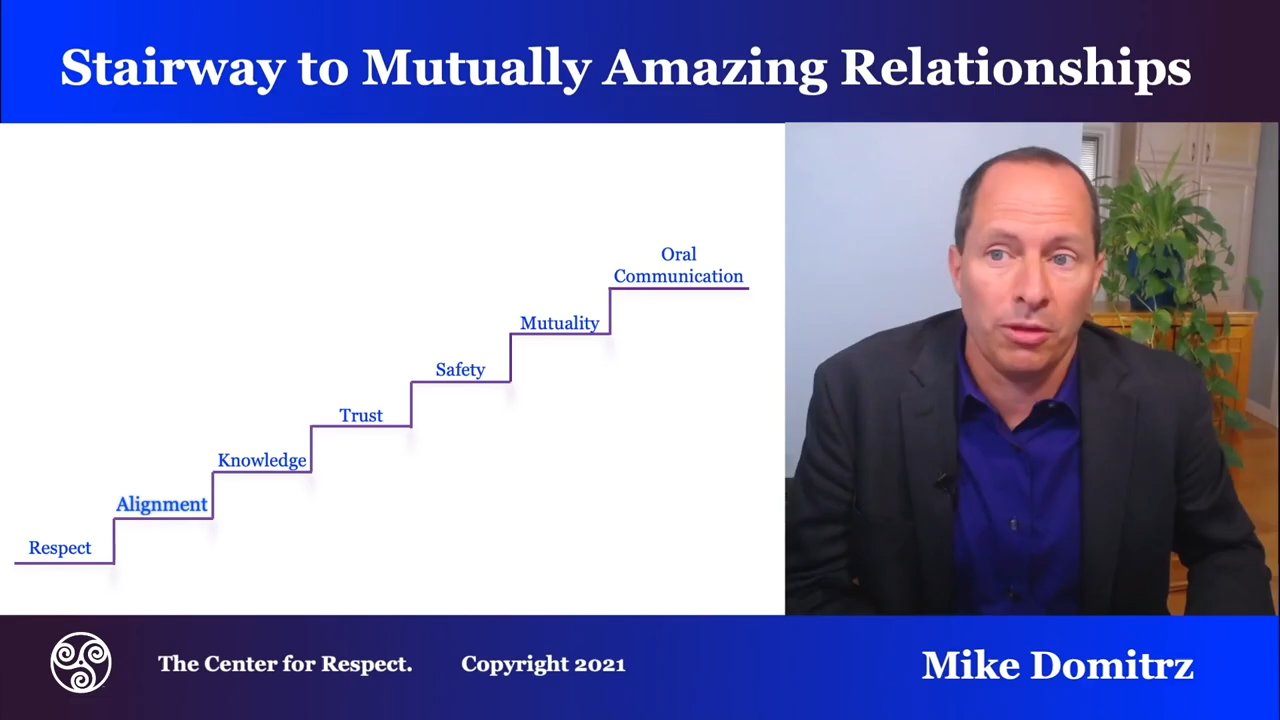 Stairway to Mutually Amazing Relationships
Oral
Communication
Mutuality
Safety
Trust
Knowledge
Alignment
Respect
The Center for Respect. Copyright 2021
Mike Domitrz